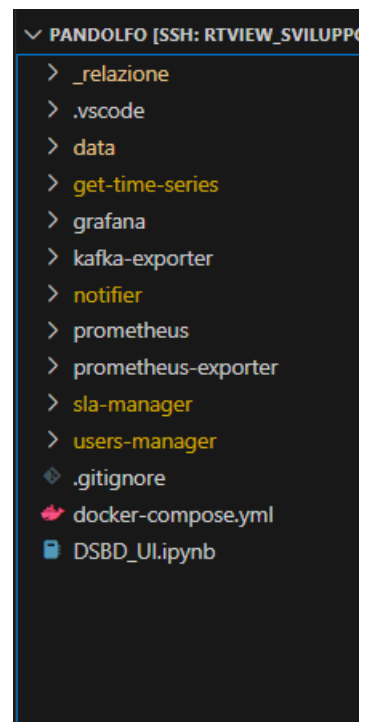 PANDOLFO [SSH: RTVIEW_SVILUPPO
_relazione
.vscode
data
get-time-series
grafana
kafka-exporter
notifier
prometheus
prometheus-exporter
sla-manager
users-manager
.gitignore
docker-compose.yml
DSBD_UI.ipynb